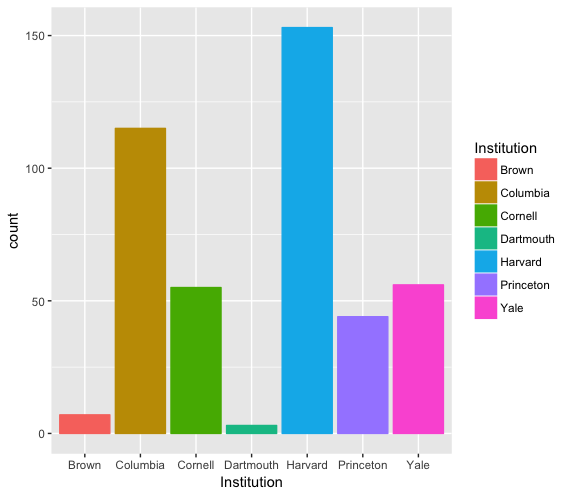 150
100
50
0
count
Brown Columbia Cornell Dartmouth Harvard Princeton Yale
Institution
Institution
Brown
Columbia
Cornell
Dartmouth
Harvard
Princeton
Yale